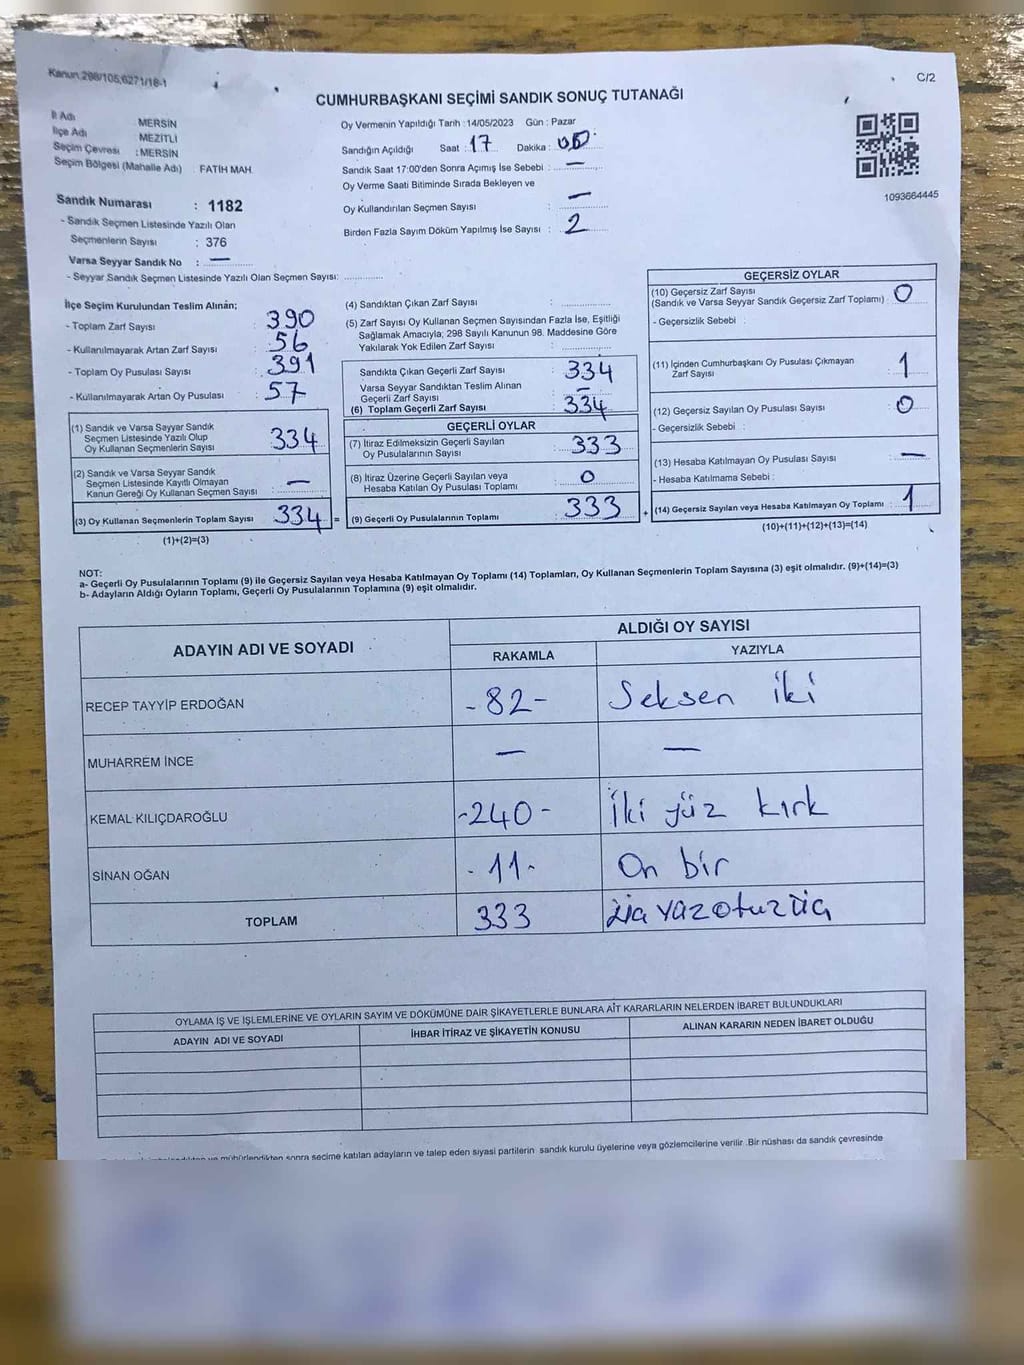 Kanun:298/105,6271/18-1
C/2
CUMHURBAŞKANI SEÇİMİ SANDIK SONUÇ TUTANAĞI
İl Adı : MERSİN
İlçe Adı : MEZİTLİ
Seçim Çevresi : MERSİN
Seçim Bölgesi (Mahalle Adı) : FATİH MAH.
Oy Vermenin Yapıldığı Tarih : 14/05/2023 Gün : Pazar
Sandığın Açıldığı Saat : 17 Dakika : 00
Sandık Saat 17:00'den Sonra Açımış İse Sebebi : —
Oy Verme Saati Bitiminde Sırada Bekleyen ve
Oy Kullandırılan Seçmen Sayısı : —
Birden Fazla Sayım Döküm Yapılmış İse Sayısı : 2
1093664445
Sandık Numarası : 1182
- Sandık Seçmen Listesinde Yazılı Olan
Seçmenlerin Sayısı : 376
Varsa Seyyar Sandık No : —
- Seyyar Sandık Seçmen Listesinde Yazılı Olan Seçmen Sayısı: ............
İlçe Seçim Kurulundan Teslim Alınan;
- Toplam Zarf Sayısı : 390
- Kullanılmayarak Artan Zarf Sayısı : 56
- Toplam Oy Pusulası Sayısı : 391
- Kullanılmayarak Artan Oy Pusulası : 57
(1) Sandık ve Varsa Seyyar Sandık
Seçmen Listesinde Yazılı Olup
Oy Kullanan Seçmenlerin Sayısı : 334
(2) Sandık ve Varsa Seyyar Sandık
Seçmen Listesinde Kayıtlı Olmayan
Kanun Gereği Oy Kullanan Seçmen Sayısı : —
(3) Oy Kullanan Seçmenlerin Toplam Sayısı 334 =
(1)+(2)=(3)
(4) Sandıktan Çıkan Zarf Sayısı : ............
(5) Zarf Sayısı Oy Kullanan Seçmen Sayısından Fazla İse, Eşitliği
Sağlamak Amacıyla; 298 Sayılı Kanunun 98. Maddesine Göre
Yakılarak Yok Edilen Zarf Sayısı : ............
Sandıkta Çıkan Geçerli Zarf Sayısı : 334
Varsa Seyyar Sandıktan Teslim Alınan
Geçerli Zarf Sayısı : —
(6) Toplam Geçerli Zarf Sayısı : 334
GEÇERLİ OYLAR
(7) İtiraz Edilmeksizin Geçerli Sayılan
Oy Pusulalarının Sayısı : 333
(8) İtiraz Üzerine Geçerli Sayılan veya
Hesaba Katılan Oy Pusulası Toplamı : 0
(9) Geçerli Oy Pusulalarının Toplamı : 333 +
GEÇERSİZ OYLAR
(10) Geçersiz Zarf Sayısı
(Sandık ve Varsa Seyyar Sandık Geçersiz Zarf Toplamı) : 0
- Geçersizlik Sebebi :
(11) İçinden Cumhurbaşkanı Oy Pusulası Çıkmayan
Zarf Sayısı : 1
(12) Geçersiz Sayılan Oy Pusulası Sayısı : 0
- Geçersizlik Sebebi :
(13) Hesaba Katılmayan Oy Pusulası Sayısı : —
- Hesaba Katılmama Sebebi :
(14) Geçersiz Sayılan veya Hesaba Katılmayan Oy Toplamı : 1
(10)+(11)+(12)+(13)=(14)
NOT:
a- Geçerli Oy Pusulalarının Toplamı (9) ile Geçersiz Sayılan veya Hesaba Katılmayan Oy Toplamı (14) Toplamları, Oy Kullanan Seçmenlerin Toplam Sayısına (3) eşit olmalıdır. (9)+(14)=(3)
b- Adayların Aldığı Oyların Toplamı, Geçerli Oy Pusulalarının Toplamına (9) eşit olmalıdır.
ADAYIN ADI VE SOYADI
ALDIĞI OY SAYISI
RAKAMLA YAZIYLA
RECEP TAYYİP ERDOĞAN -82- Seksen iki
MUHARREM İNCE — —
KEMAL KILIÇDAROĞLU -240- İki yüz kırk
SİNAN OĞAN -11- On bir
TOPLAM 333
OYLAMA İŞ VE İŞLEMLERİNE VE OYLARIN SAYIM VE DÖKÜMÜNE DAİR ŞİKAYETLERLE BUNLARA AİT KARARLARIN NELERDEN İBARET BULUNDUKLARI
ADAYIN ADI VE SOYADI İHBAR İTİRAZ VE ŞİKAYETİN KONUSU ALINAN KARARIN NEDEN İBARET OLDUĞU
mühürlendikten sonra seçime katılan adayların ve talep eden siyasi partilerin sandık kurulu üyelerine veya gözlemcilerine verilir .Bir nüshası da sandık çevresinde